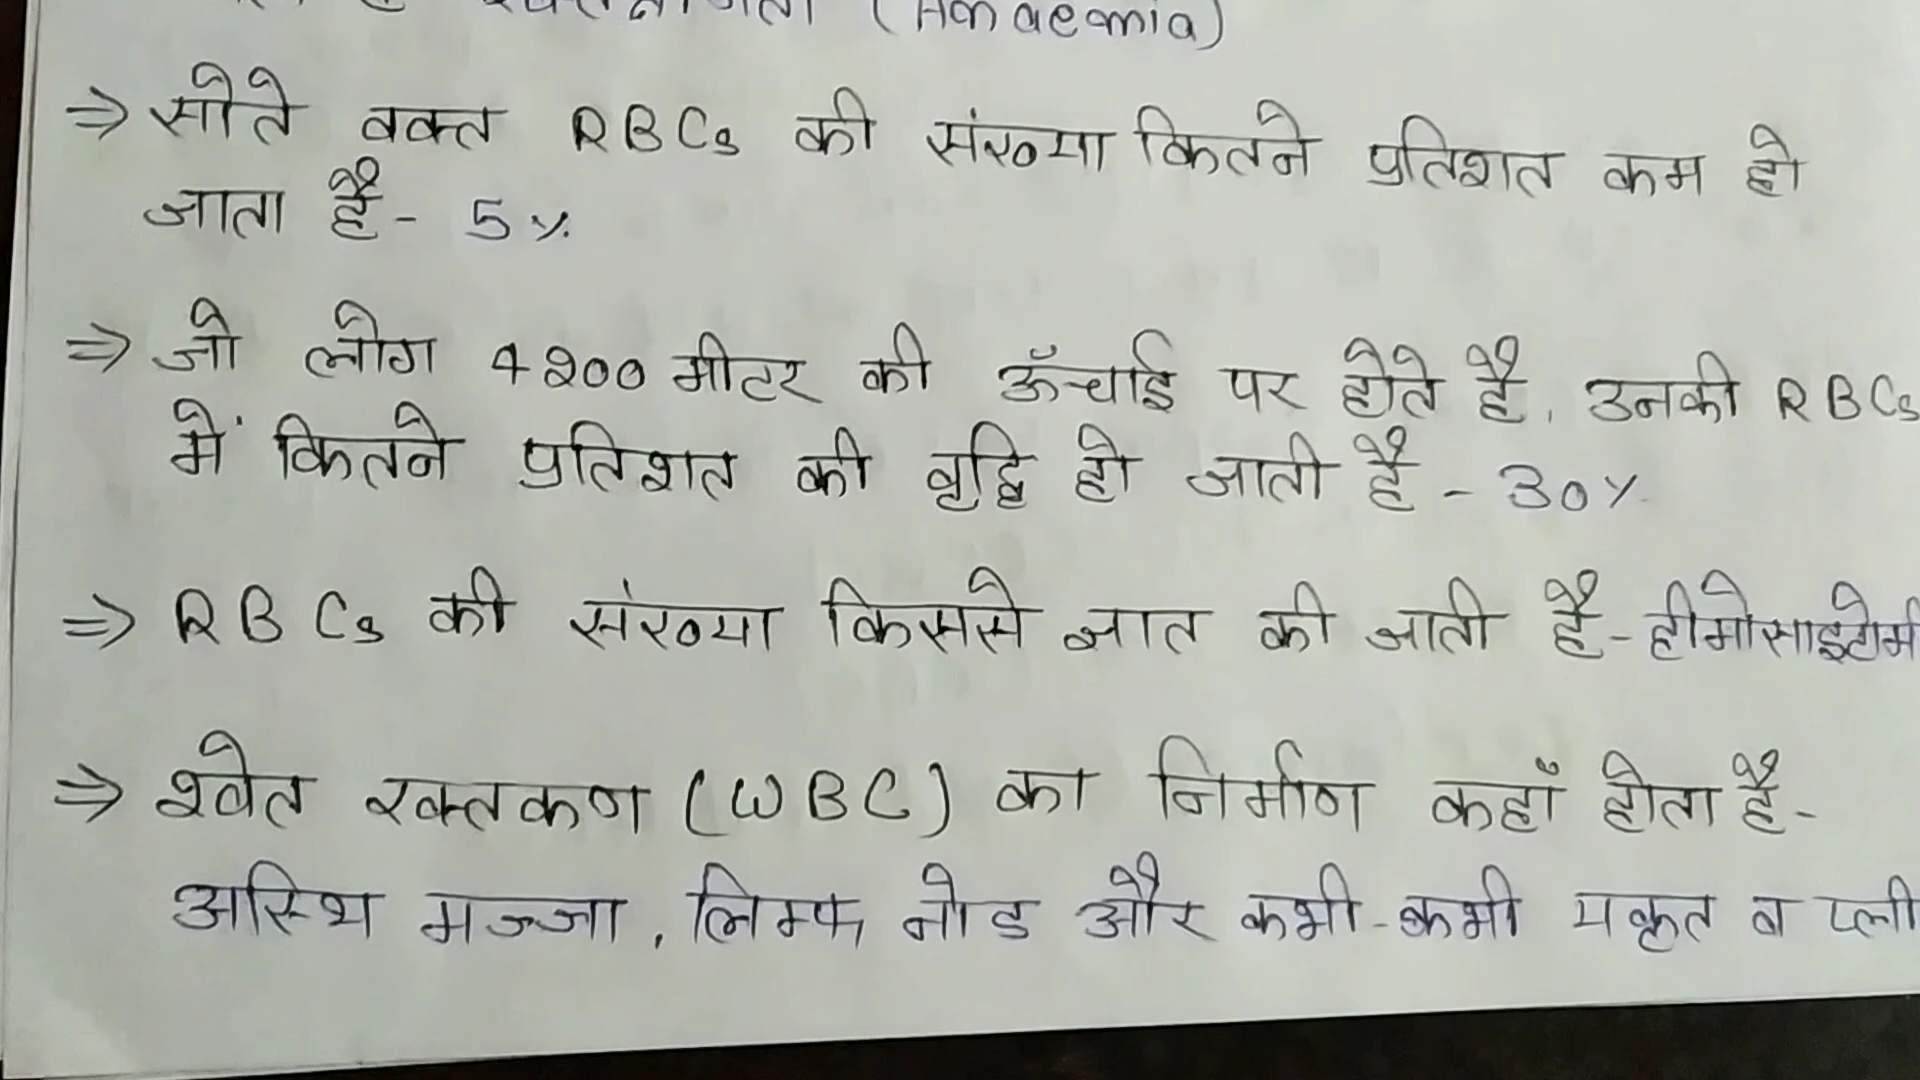 (Anaemia)
⇒ सोते वक्त RBCs की संख्या कितने प्रतिशत कम हो
जाता है - 5%
⇒ जो लोग 4200 मीटर की ऊँचाई पर होते है, उनकी RBCs
में कितने प्रतिशत की वृद्धि हो जाती है - 30%
⇒ RBCs की संख्या किससे ज्ञात की जाती है -
⇒ श्वेत रक्तकण (WBC) का निर्माण कहाँ होता है -
अस्थि मज्जा, लिम्फ नोड और कभी-कभी यकृत व